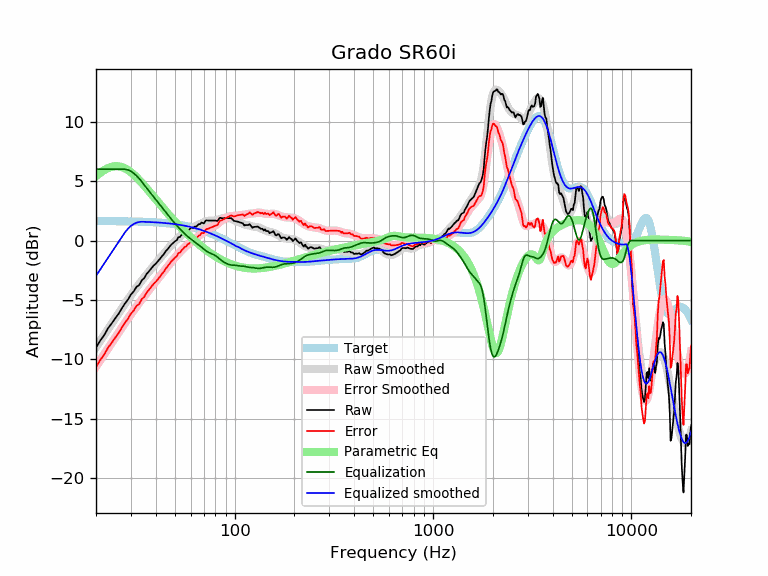 Grado SR60i
Amplitude (dBr)
10
5
0
−5
−10
−15
−20
Target
Raw Smoothed
Error Smoothed
Raw
Error
Parametric Eq
Equalization
Equalized smoothed
100
1000
10000
Frequency (Hz)